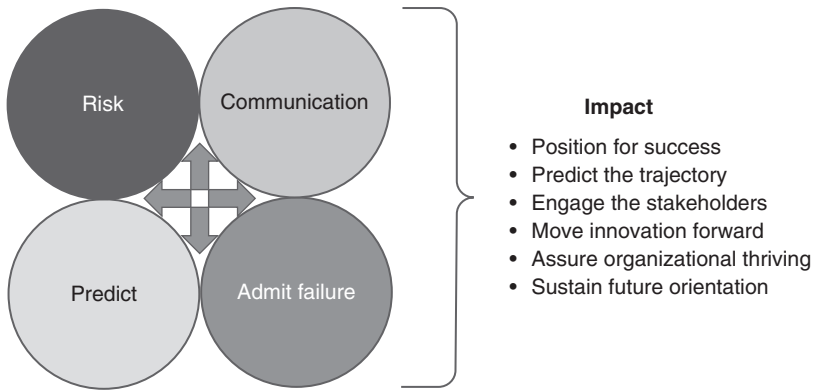 Risk
Communication
Predict
Admit failure
Impact
• Position for success
• Predict the trajectory
• Engage the stakeholders
• Move innovation forward
• Assure organizational thriving
• Sustain future orientation